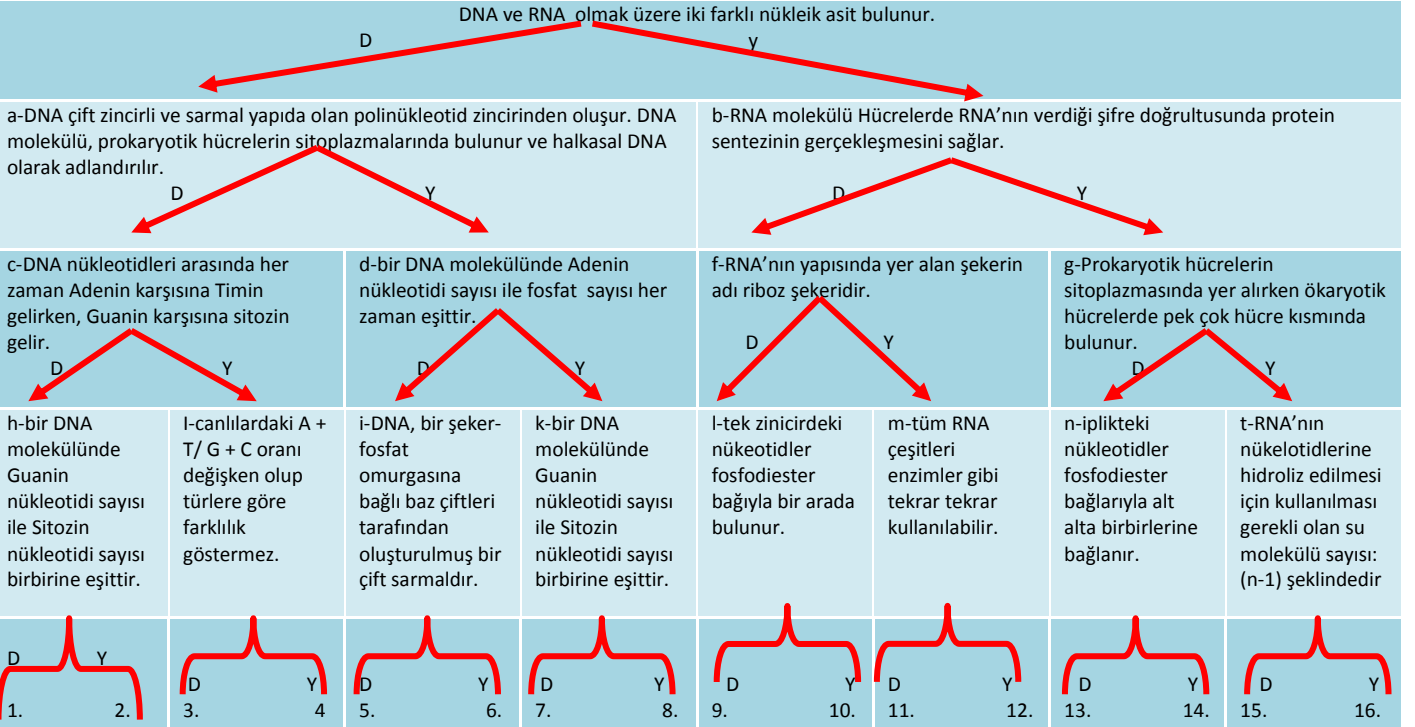 DNA ve RNA olmak üzere iki farklı nükleik asit bulunur.
D
y
a-DNA çift zincirli ve sarmal yapıda olan polinükleotid zincirinden oluşur. DNA
molekülü, prokaryotik hücrelerin sitoplazmalarında bulunur ve halkasal DNA
olarak adlandırılır.
D
Y
b-RNA molekülü Hücrelerde RNA'nın verdiği şifre doğrultusunda protein
sentezinin gerçekleşmesini sağlar.
D
Y
c-DNA nükleotidleri arasında her
zaman Adenin karşısına Timin
gelirken, Guanin karşısına sitozin
gelir.
D
Y
d-bir DNA molekülünde Adenin
nükleotidi sayısı ile fosfat sayısı her
zaman eşittir.
D
Y
f-RNA'nın yapısında yer alan şekerin
adı riboz şekeridir.
D
Y
g-Prokaryotik hücrelerin
sitoplazmasında yer alırken ökaryotik
hücrelerde pek çok hücre kısmında
bulunur.
D
Y
h-bir DNA
molekülünde
Guanin
nükleotidi sayısı
ile Sitozin
nükleotidi sayısı
birbirine eşittir.
I-canlılardaki A +
T/ G + C oranı
değişken olup
türlere göre
farklılık
göstermez.
i-DNA, bir şeker-
fosfat
omurgasına
bağlı baz çiftleri
tarafından
oluşturulmuş bir
çift sarmaldır.
k-bir DNA
molekülünde
Guanin
nükleotidi sayısı
ile Sitozin
nükleotidi sayısı
birbirine eşittir.
l-tek zinicirdeki
nükeotidler
fosfodiester
bağıyla bir arada
bulunur.
m-tüm RNA
çeşitleri
enzimler gibi
tekrar tekrar
kullanılabilir.
n-iplikteki
nükleotidler
fosfodiester
bağlarıyla alt
alta birbirlerine
bağlanır.
t-RNA'nın
nükelotidlerine
hidroliz edilmesi
için kullanılması
gerekli olan su
molekülü sayısı:
(n-1) şeklindedir
D Y
1. 2.
D Y
3. 4
D Y
5. 6.
D Y
7. 8.
D Y
9. 10.
D Y
11. 12.
D Y
13. 14.
D Y
15. 16.